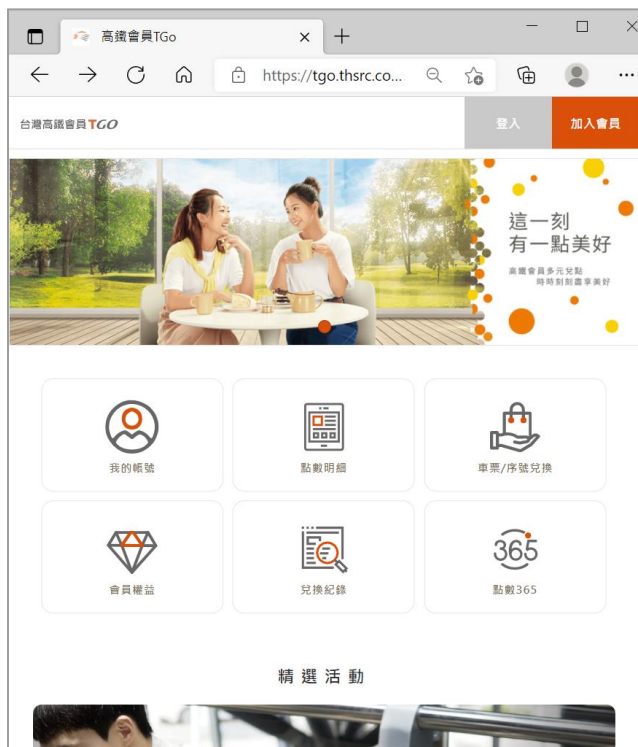 高鐵會員TGo
https://tgo.thsrc.co...
台灣高鐵會員TGO
登入
加入會員
這一刻
有一點美好
高鐵會員多元兌點
時時刻刻盡享美好
我的帳號
點數明細
車票/序號兌換
會員權益
兌換紀錄
365
點數365
精選活動